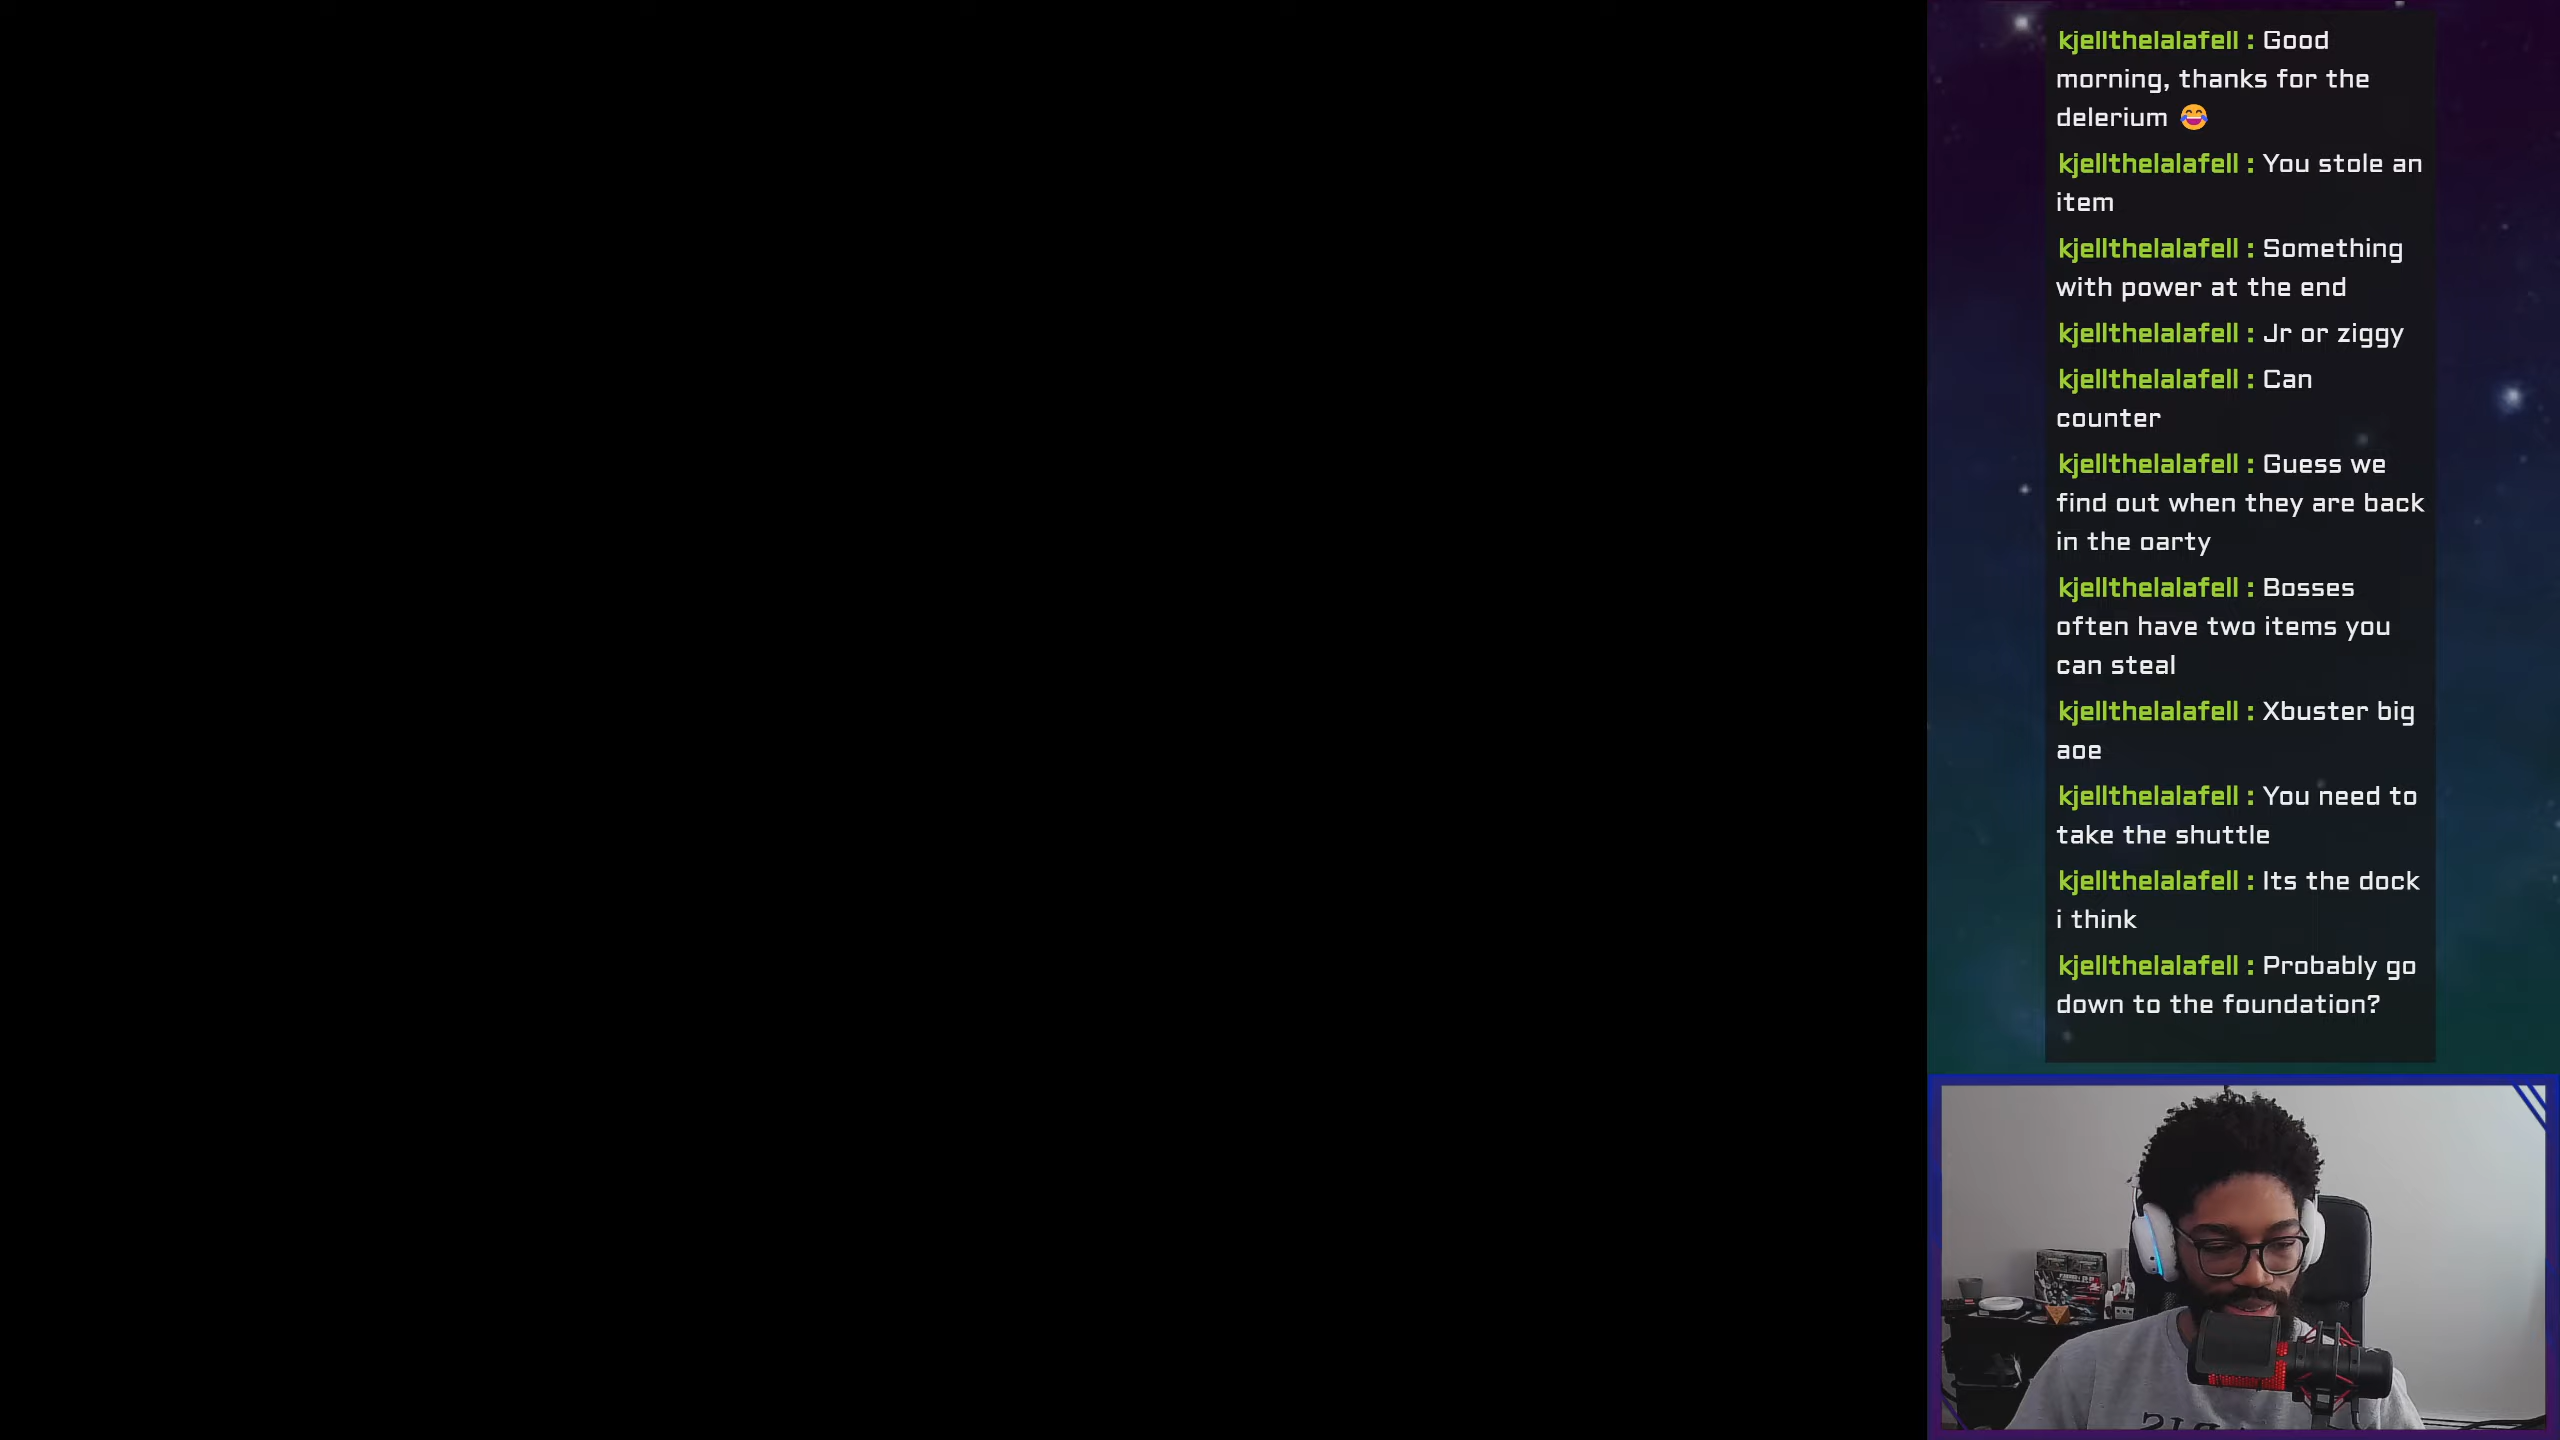 kjellthelalafell : Good
morning, thanks for the
delerium 😂
kjellthelalafell : You stole an
item
kjellthelalafell : Something
with power at the end
kjellthelalafell : Jr or ziggy
kjellthelalafell : Can
counter
kjellthelalafell : Guess we
find out when they are back
in the oarty
kjellthelalafell : Bosses
often have two items you
can steal
kjellthelalafell : Xbuster big
aoe
kjellthelalafell : You need to
take the shuttle
kjellthelalafell : Its the dock
i think
kjellthelalafell : Probably go
down to the foundation?